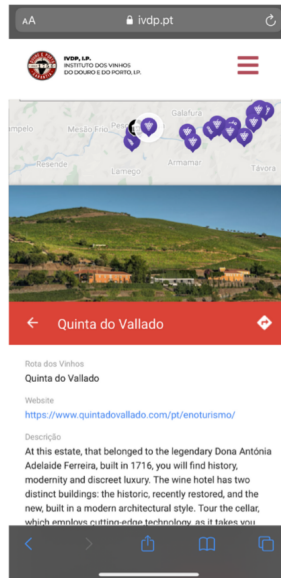 AA
ivdp.pt
IVDP, I.P.
INSTITUTO DOS VINHOS
DO DOURO E DO PORTO, I.P.
Galafura
Mesão Frio
Resende
Lamego
Armamar
Távora
Quinta do Vallado
Rota dos Vinhos
Quinta do Vallado
Website
https://www.quintadovallado.com/pt/enoturismo/
Descrição
At this estate, that belonged to the legendary Dona Antónia
Adelaide Ferreira, built in 1716, you will find history,
modernity and discreet luxury. The wine hotel has two
distinct buildings: the historic, recently restored, and the
new, built in a modern architectural style. Tour the cellar,
which employs cutting-edge technology, as it takes you